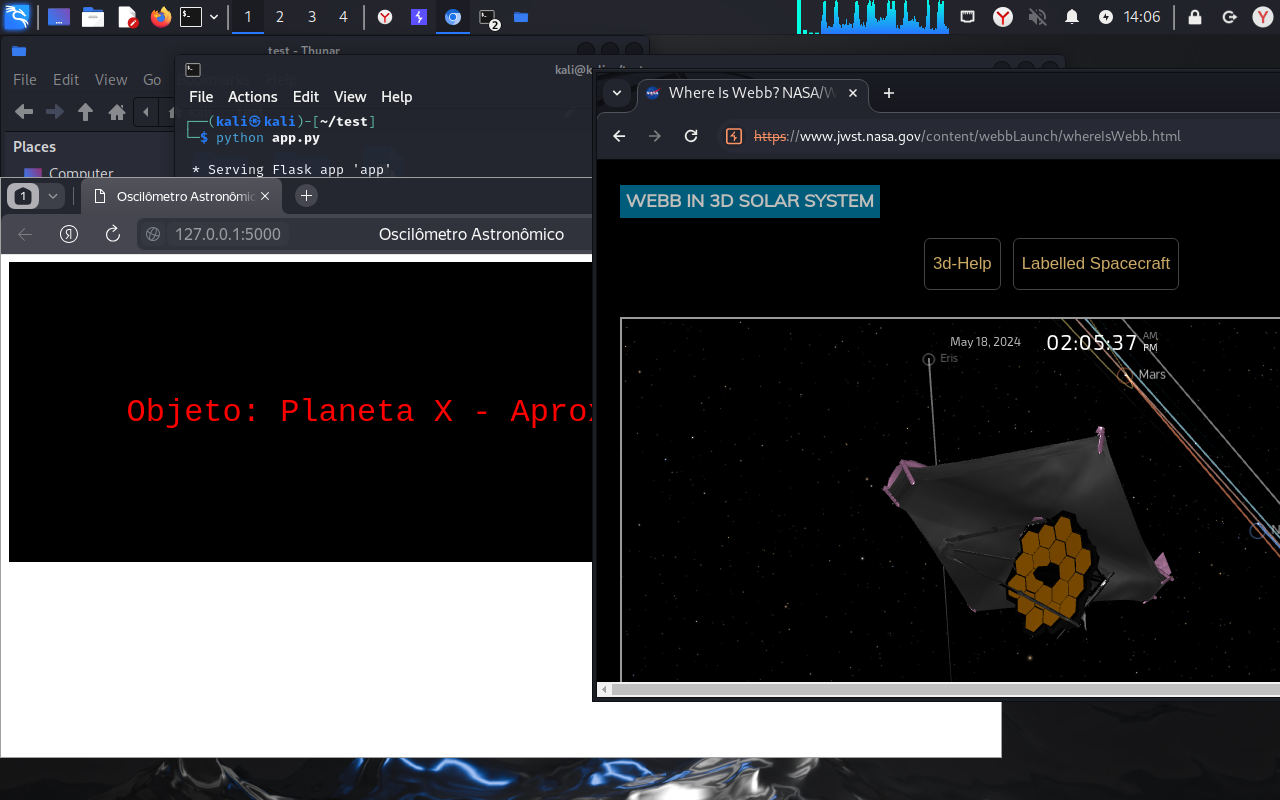 1 2 3 4 2 14:06
test - Thunar
File Edit View Go
kali@k
File Actions Edit View Help
┌──(kali㉿kali)-[~/test]
└─$ python app.py
* Serving Flask app 'app'
Places
Computer
1 Oscilômetro Astronômic
127.0.0.1:5000 Oscilômetro Astronômico
Objeto: Planeta X - Aprox
Where Is Webb? NASA/W
https://www.jwst.nasa.gov/content/webbLaunch/whereIsWebb.html
WEBB IN 3D SOLAR SYSTEM
3d-Help Labelled Spacecraft
May 18, 2024 02:05:37 AM
PM
Eris
Mars
N